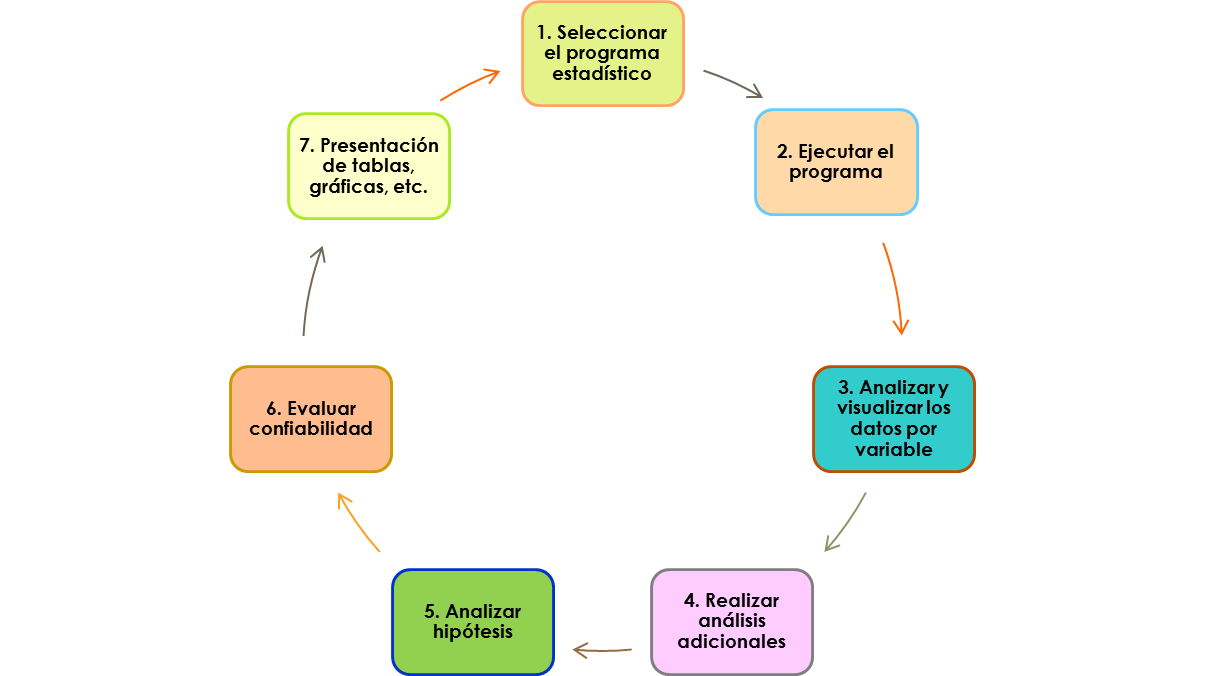 1. Seleccionar
el programa
estadístico
2. Ejecutar el
programa
3. Analizar y
visualizar los
datos por
variable
4. Realizar
análisis
adicionales
5. Analizar
hipótesis
6. Evaluar
confiabilidad
7. Presentación
de tablas,
gráficas, etc.